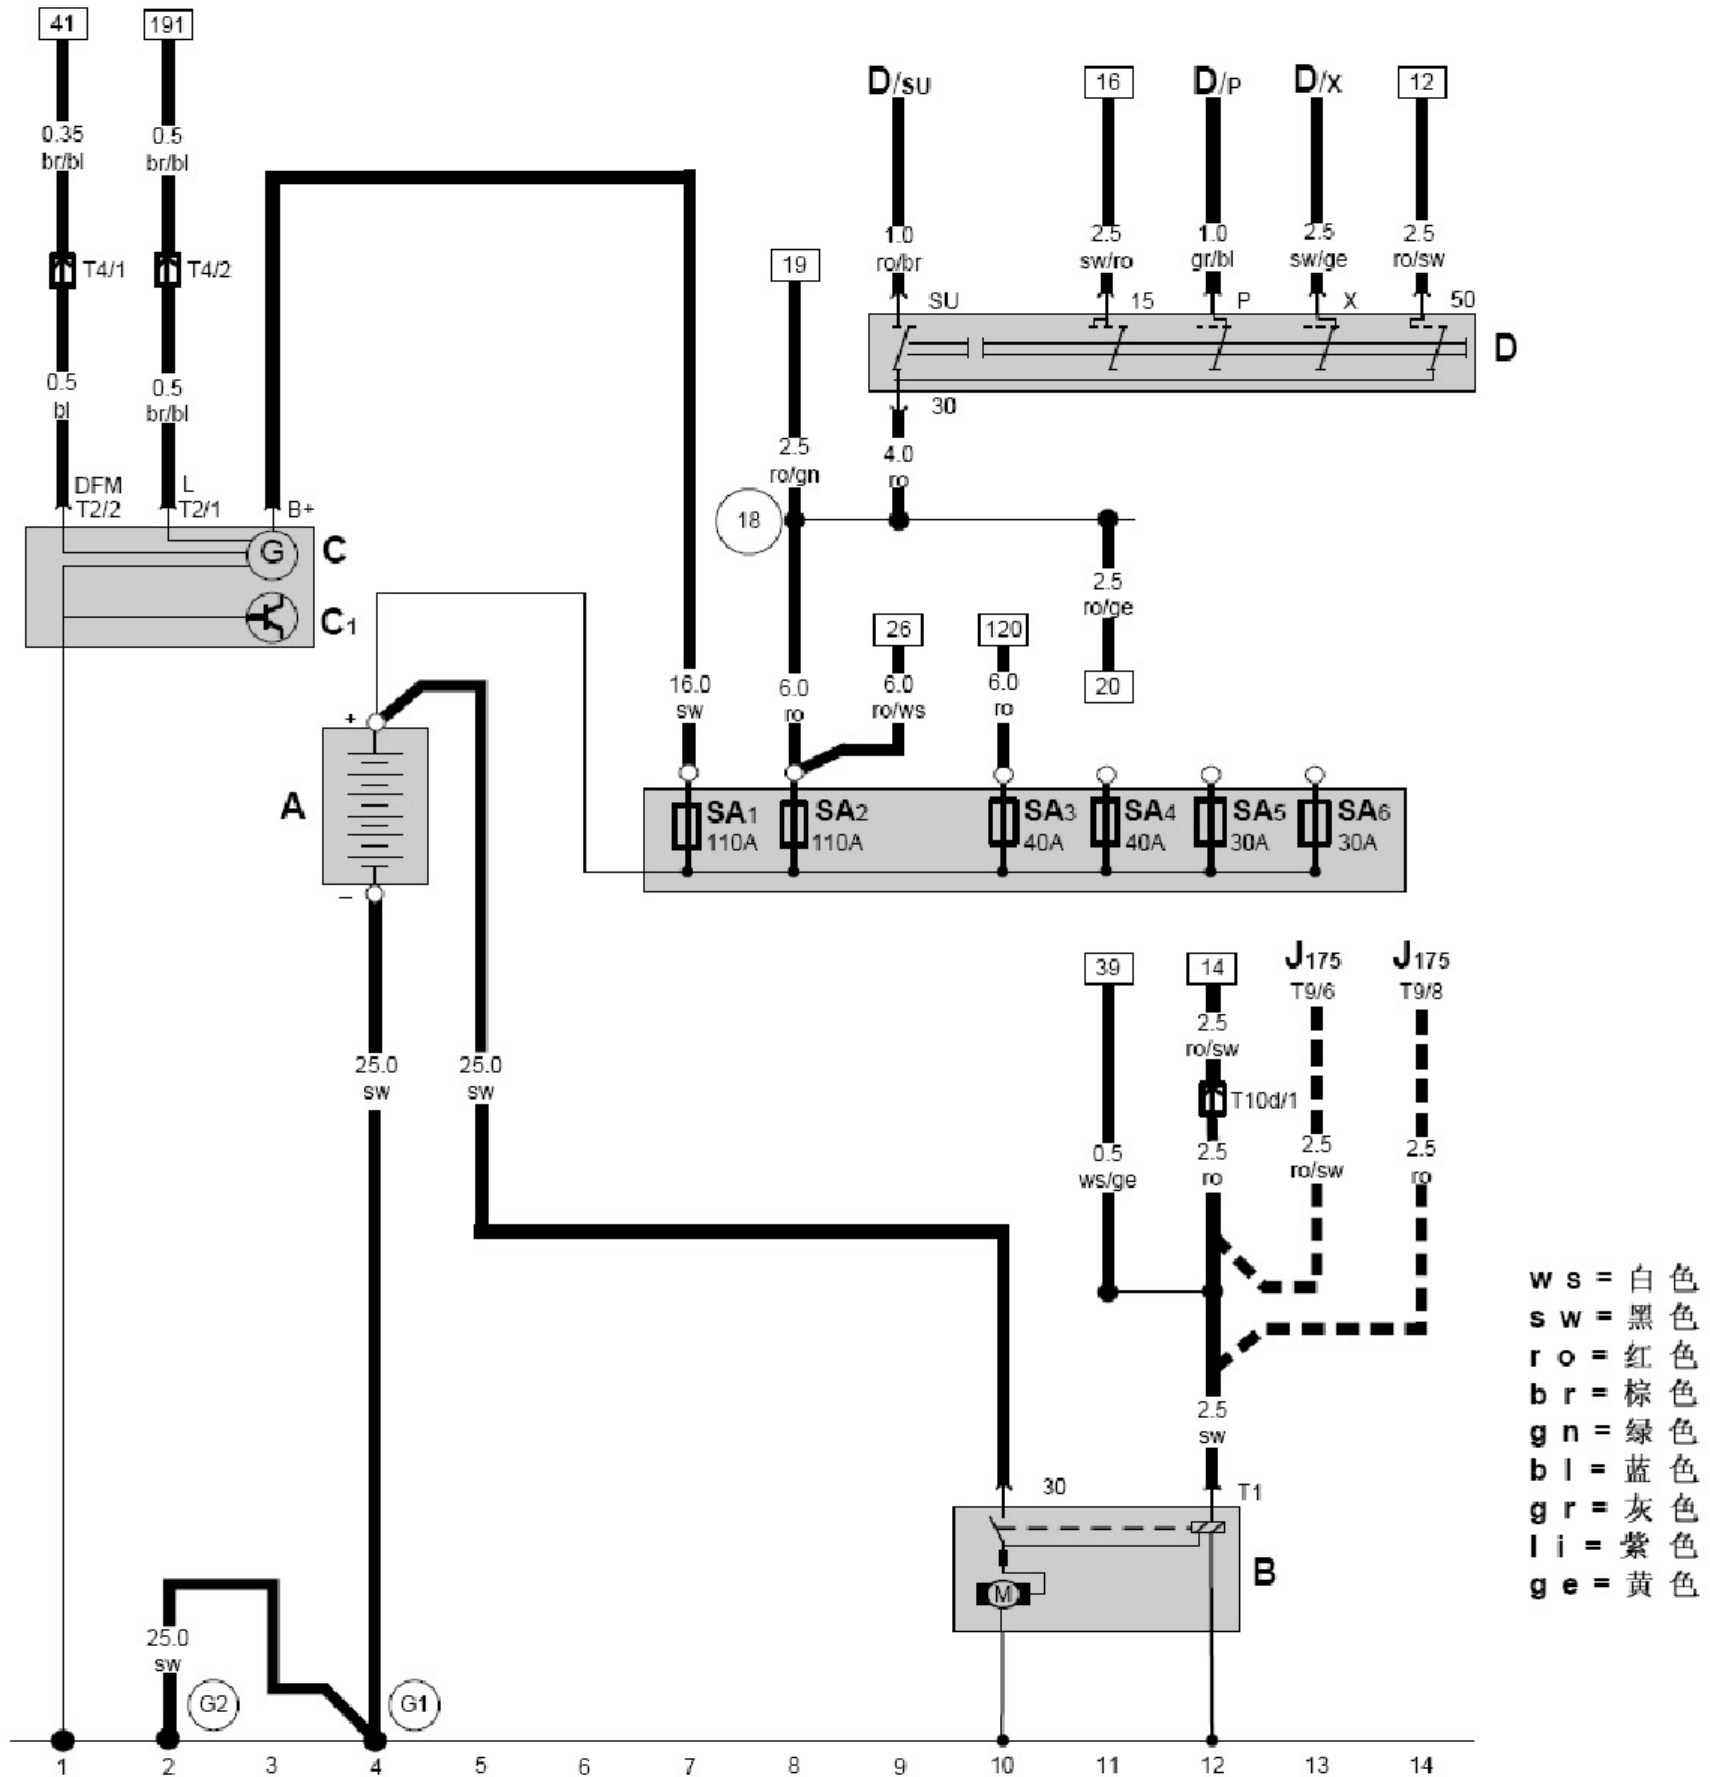 41
191
0.35
br/bl
0.5
br/bl
T4/1
T4/2
0.5
bl
0.5
br/bl
DFM
T2/2
L
T2/1
B+
G
C
C1
D/SU
16
D/P
D/X
12
1.0
ro/br
2.5
sw/ro
1.0
gr/bl
2.5
sw/ge
2.5
ro/sw
SU
15
P
X
50
D
30
19
2.5
ro/gn
4.0
ro
18
2.5
ro/ge
20
26
120
16.0
sw
6.0
ro
6.0
ro/ws
6.0
ro
+
A
−
SA1
110A
SA2
110A
SA3
40A
SA4
40A
SA5
30A
SA6
30A
25.0
sw
25.0
sw
39
14
J175
T9/6
J175
T9/8
2.5
ro/sw
T10d/1
0.5
ws/ge
2.5
ro
2.5
ro/sw
2.5
ro
2.5
sw
30
T1
M
B
ws=白色
sw=黑色
ro=红色
br=棕色
gn=绿色
bl=蓝色
gr=灰色
li=紫色
ge=黄色
25.0
sw
G2
G1
1 2 3 4 5 6 7 8 9 10 11 12 13 14